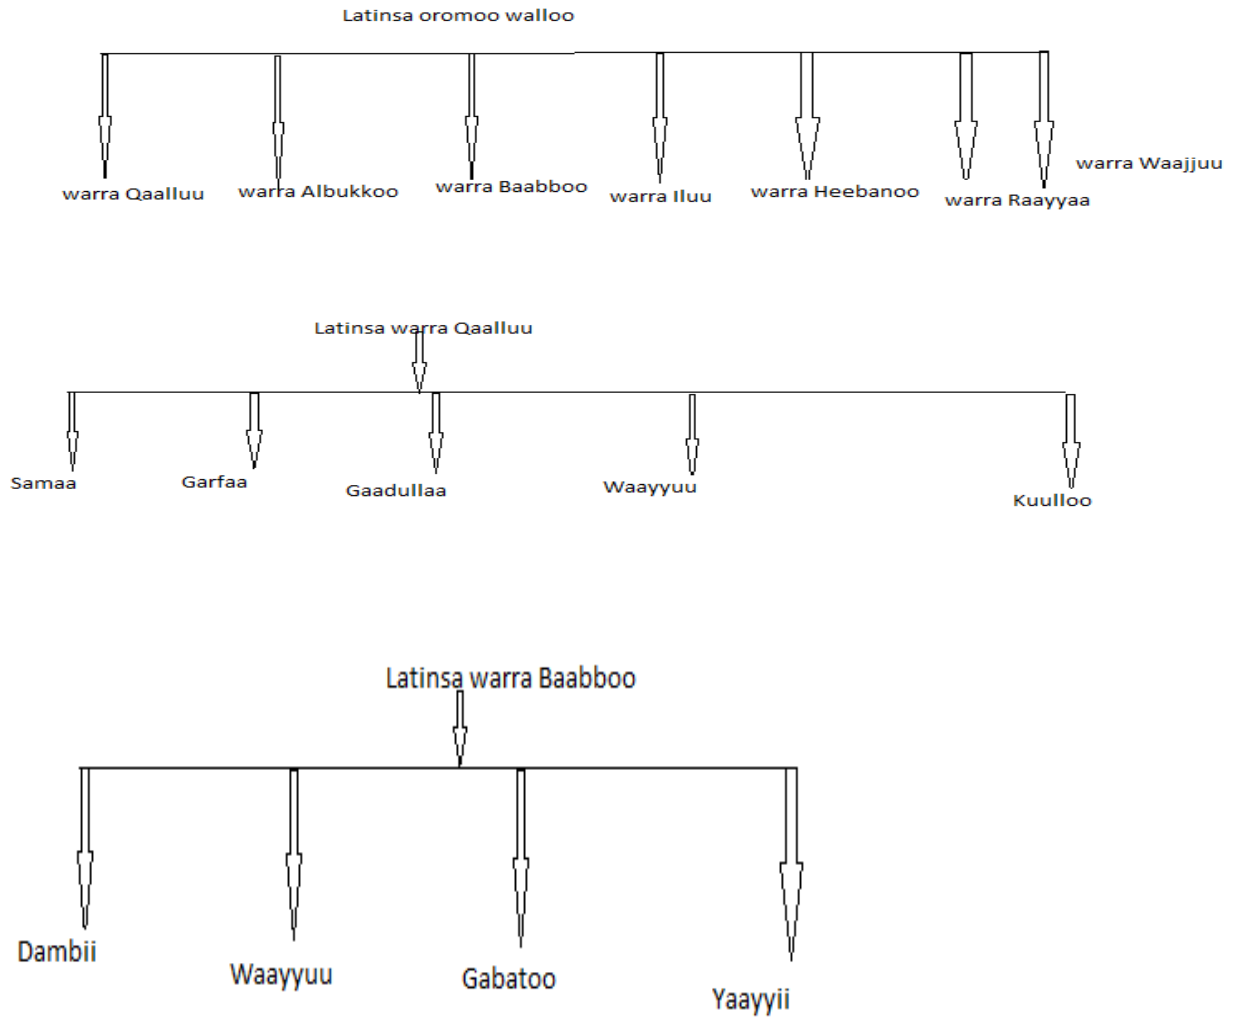 Latinsa oromoo walloo
warra Qaalluu
warra Albukkoo
warra Baabboo
warra Iluu
warra Heebanoo
warra Raayyaa
warra Waajjuu
Latinsa warra Qaalluu
Samaa
Garfaa
Gaadullaa
Waayyuu
Kuulloo
Latinsa warra Baabboo
Dambii
Waayyuu
Gabatoo
Yaayyii